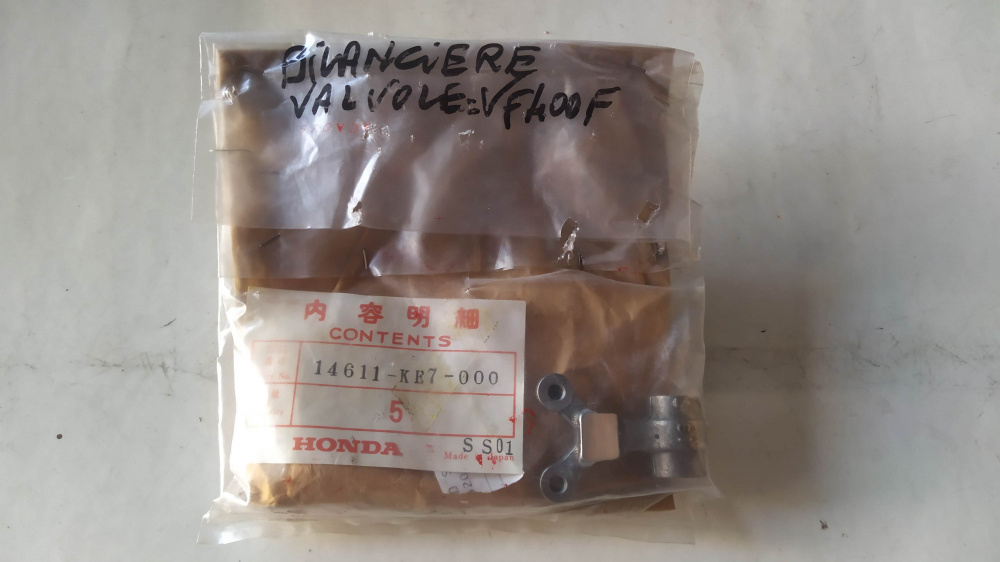 BILANCIERE
VALVOLE:VF400F
内容明細
CONTENTS
14611-KE7-000
5
HONDA
S S01
Made in Japan